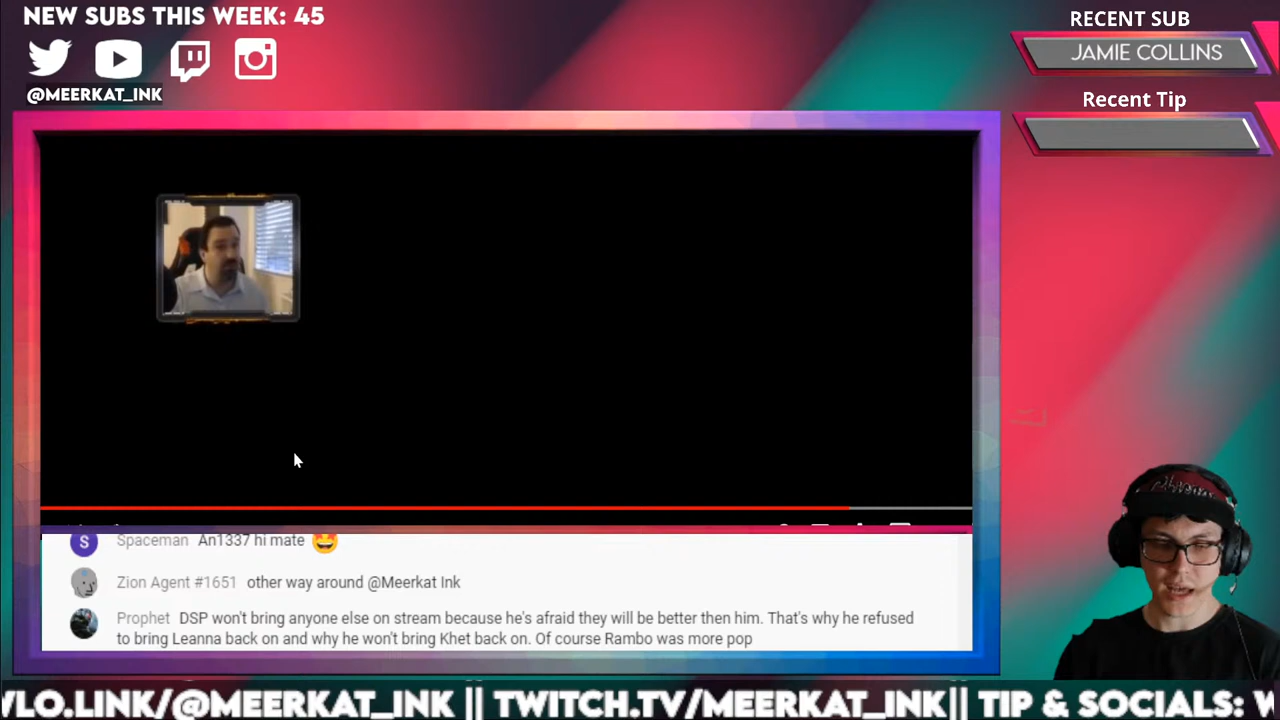 NEW SUBS THIS WEEK: 45
@MEERKAT_INK
RECENT SUB
JAMIE COLLINS
Recent Tip
S Spaceman An1337 hi mate
Zion Agent #1651 other way around @Meerkat Ink
Prophet DSP won't bring anyone else on stream because he's afraid they will be better then him. That's why he refused
to bring Leanna back on and why he won't bring Khet back on. Of course Rambo was more pop
LO.LINK/@MEERKAT_INK || TWITCH.TV/MEERKAT_INK|| TIP & SOCIALS: